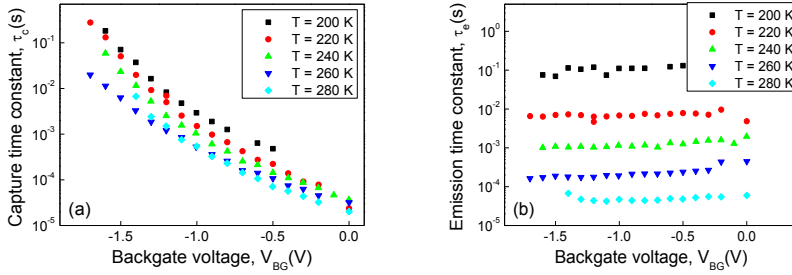 Capture time constant, τc(s)
10⁻¹
10⁻²
10⁻³
10⁻⁴
10⁻⁵
T = 200 K
T = 220 K
T = 240 K
T = 260 K
T = 280 K
(a)
-1.5 -1.0 -0.5 0.0
Backgate voltage, VBG(V)
Emission time constant, τe(s)
10¹
10⁰
10⁻¹
10⁻²
10⁻³
10⁻⁴
10⁻⁵
T = 200 K
T = 220 K
T = 240 K
T = 260 K
T = 280 K
(b)
-1.5 -1.0 -0.5 0.0
Backgate voltage, VBG(V)